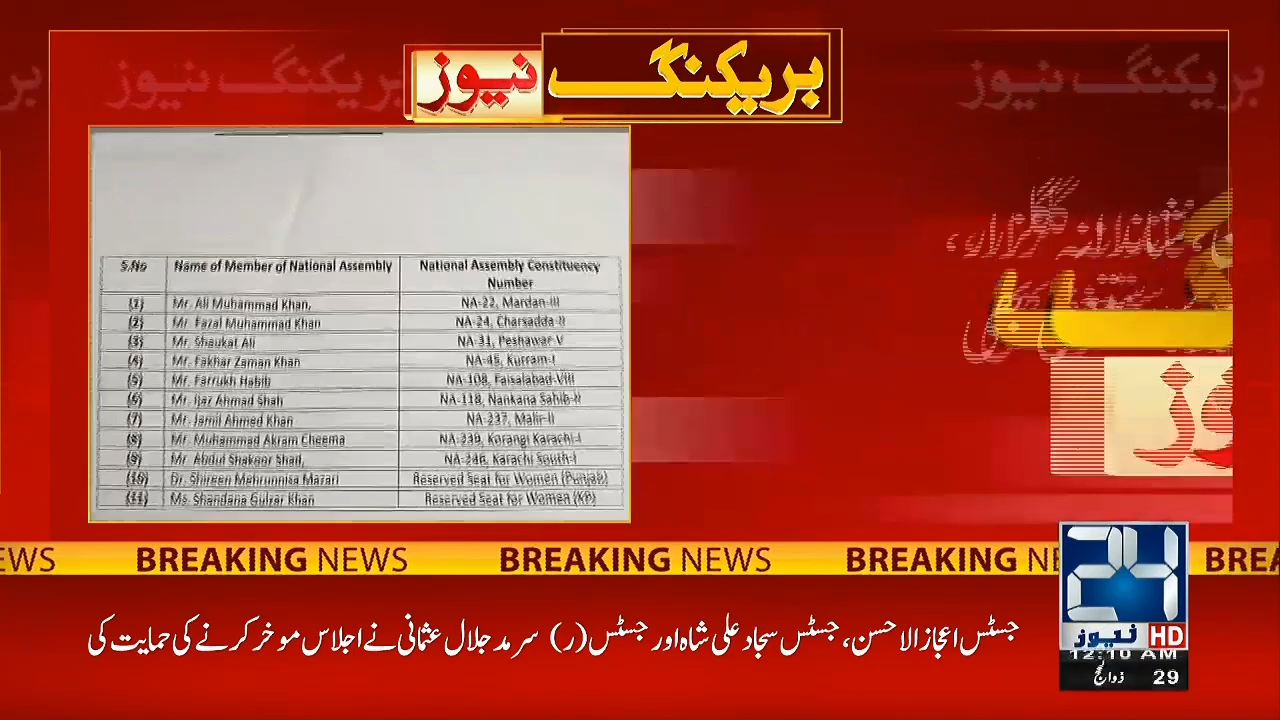 بریکنگ نیوز
S.No Name of Member of National Assembly National Assembly Constituency Number
(1) Mr. Ali Muhammad Khan, NA-22, Mardan-III
(2) Mr. Fazal Muhammad Khan NA-24, Charsadda-II
(3) Mr. Shaukat Ali NA-31, Peshawar-V
(4) Mr. Fakhar Zaman Khan NA-45, Kurram-I
(5) Mr. Farrukh Habib NA-108, Faisalabad-VIII
(6) Mr. Ijaz Ahmad Shah NA-118, Nankana Sahib-II
(7) Mr. Jamil Ahmed Khan NA-237, Malir-II
(8) Mr. Muhammad Akram Cheema NA-239, Korangi Karachi-I
(9) Mr. Abdul Shakoor Shad, NA-246, Karachi South-I
(10) Dr. Shireen Mehrunnisa Mazari Reserved Seat for Women (Punjab)
(11) Ms. Shandana Gulzar Khan Reserved Seat for Women (KP)
شاندانہ گلزار
EWS BREAKING NEWS BREAKING NEWS BREAKING NE BRE
جسٹس اعجاز الاحسن، جسٹس سجاد علی شاہ اور جسٹس (ر) سرمد جلال عثمانی نے اجلاس موخر کرنے کی حمایت کی
24
نیوز HD
12:10 AM
29 ذوالحج